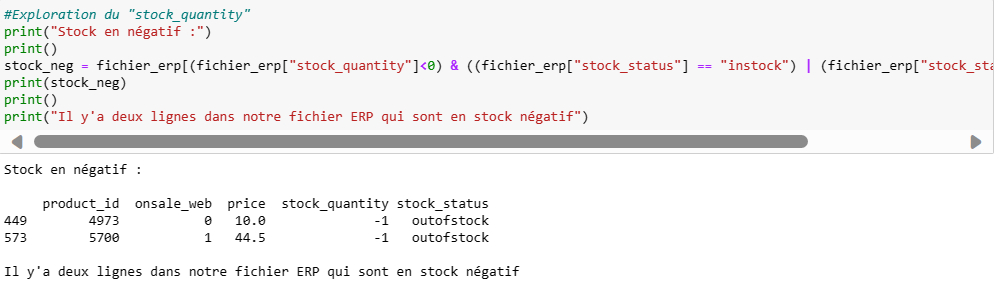 #Exploration du "stock_quantity"
print("Stock en négatif :")
print()
stock_neg = fichier_erp[(fichier_erp["stock_quantity"]<0) & ((fichier_erp["stock_status"] == "instock") | (fichier_erp["stock_sta
print(stock_neg)
print()
print("Il y'a deux lignes dans notre fichier ERP qui sont en stock négatif")
Stock en négatif :
product_id onsale_web price stock_quantity stock_status
449 4973 0 10.0 -1 outofstock
573 5700 1 44.5 -1 outofstock
Il y'a deux lignes dans notre fichier ERP qui sont en stock négatif